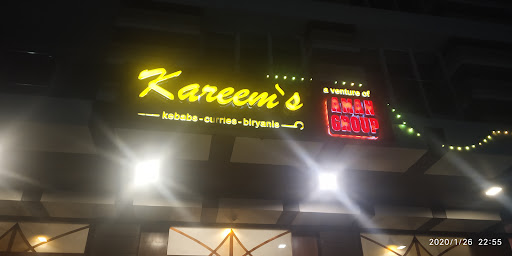 Kareem`s
kebabs - curries - biryanis
a venture of
GROUP
2020/1/26 22:55